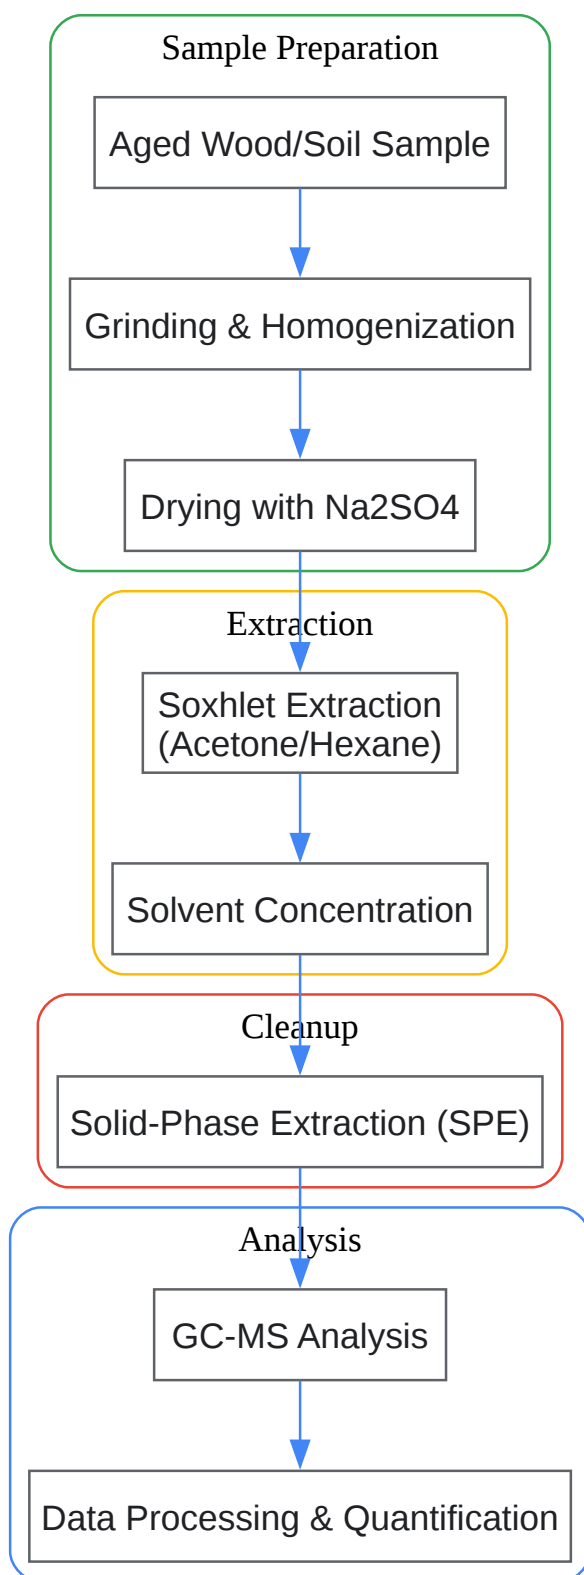 Sample Preparation
Aged Wood/Soil Sample
Grinding & Homogenization
Drying with Na2SO4
Extraction
Soxhlet Extraction
(Acetone/Hexane)
Solvent Concentration
Cleanup
Solid-Phase Extraction (SPE)
Analysis
GC-MS Analysis
Data Processing & Quantification